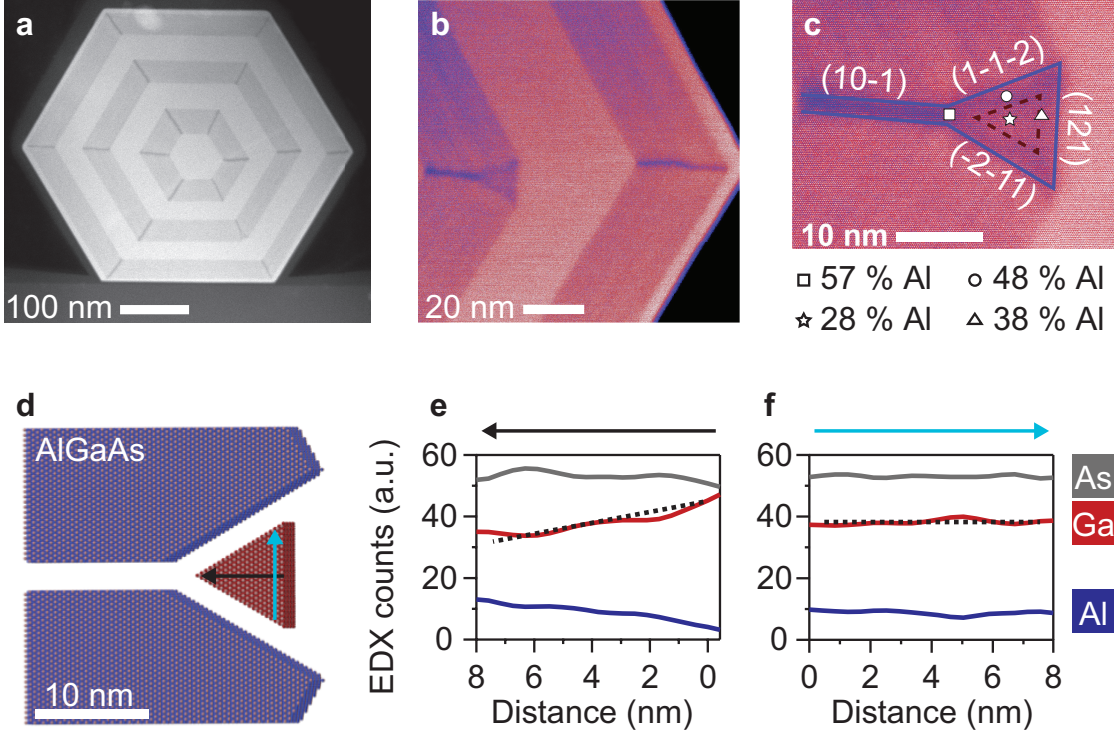 a
100 nm
b
20 nm
c
(10-1)
(1-1-2)
(121)
(-2-11)
10 nm
57 % Al
48 % Al
28 % Al
38 % Al
d
AlGaAs
10 nm
e
EDX counts (a.u.)
60
40
20
0
8 6 4 2 0
Distance (nm)
f
60
40
20
0
0 2 4 6 8
Distance (nm)
As
Ga
Al